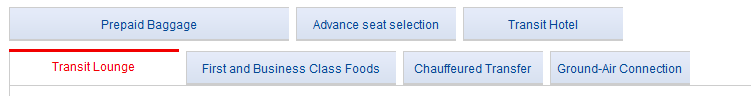 Prepaid Baggage Advance seat selection Transit Hotel
Transit Lounge First and Business Class Foods Chauffeured Transfer Ground-Air Connection